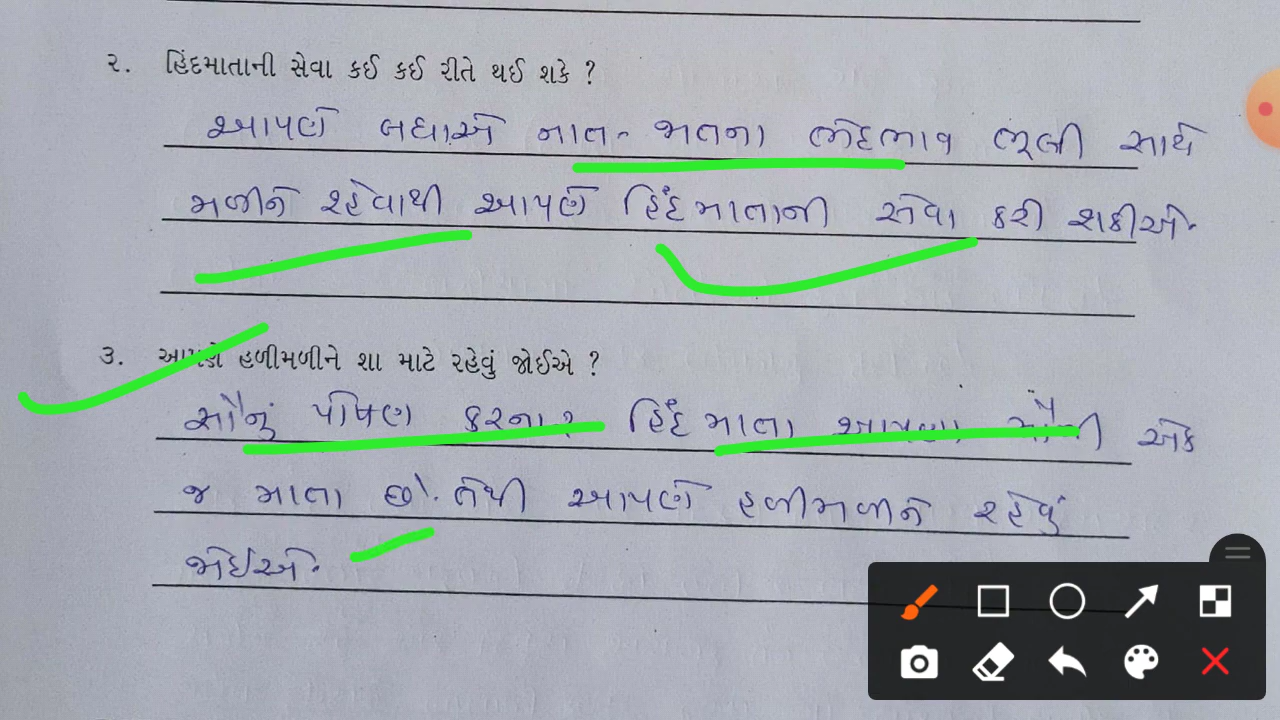 ૨. હિંદમાતાની સેવા કઈ કઈ રીતે થઈ શકે ?
આપણે બધાએ નાત- જાતના ભેદભાવ ભૂલી સાથે
મળીને રહેવાથી આપણે હિંદમાતાની સેવા કરી શકીએ.
૩. આપણે હળીમળીને શા માટે રહેવું જોઈએ ?
સૌનું પોષણ કરનાર હિંદમાતા આપણા સૌની એક
જ માતા છે. તેથી આપણે હળીમળીને રહેવું
જોઈએ.